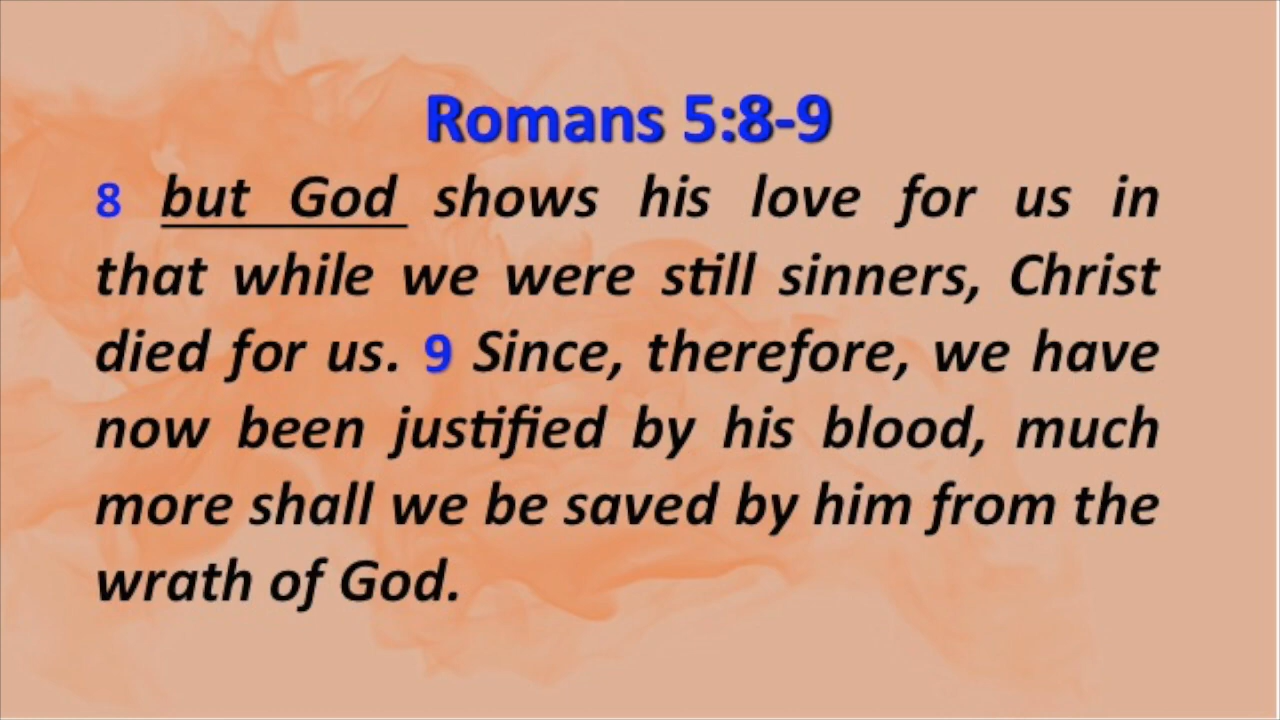 Romans 5:8-9
8 but God shows his love for us in
that while we were still sinners, Christ
died for us. 9 Since, therefore, we have
now been justified by his blood, much
more shall we be saved by him from the
wrath of God.